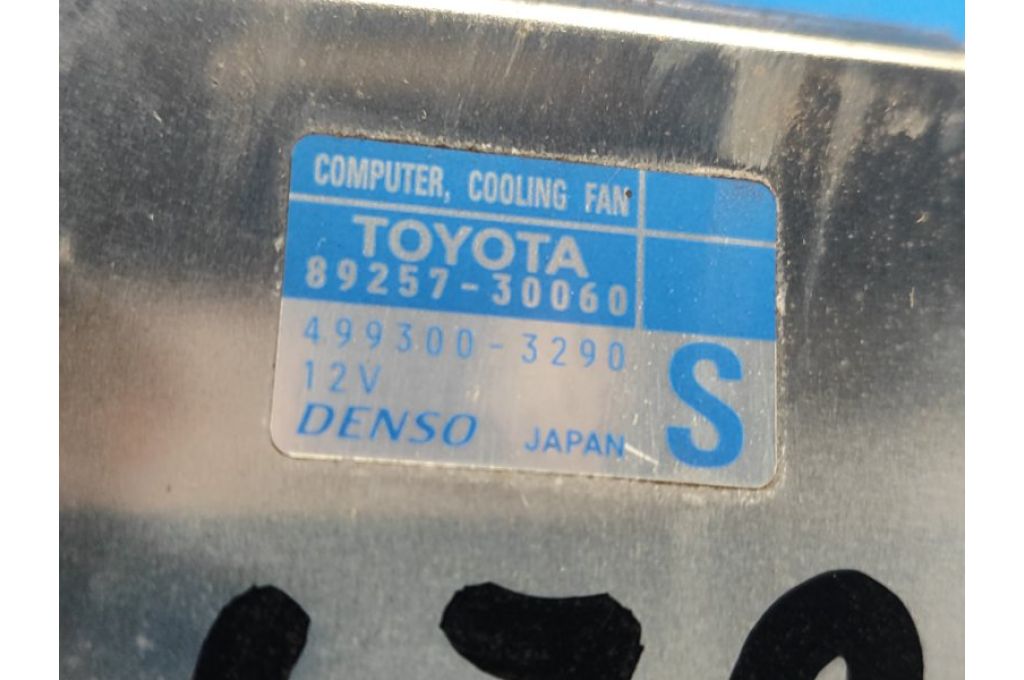 COMPUTER, COOLING FAN
TOYOTA
89257-30060
499300-3290
12V
S
DENSO JAPAN